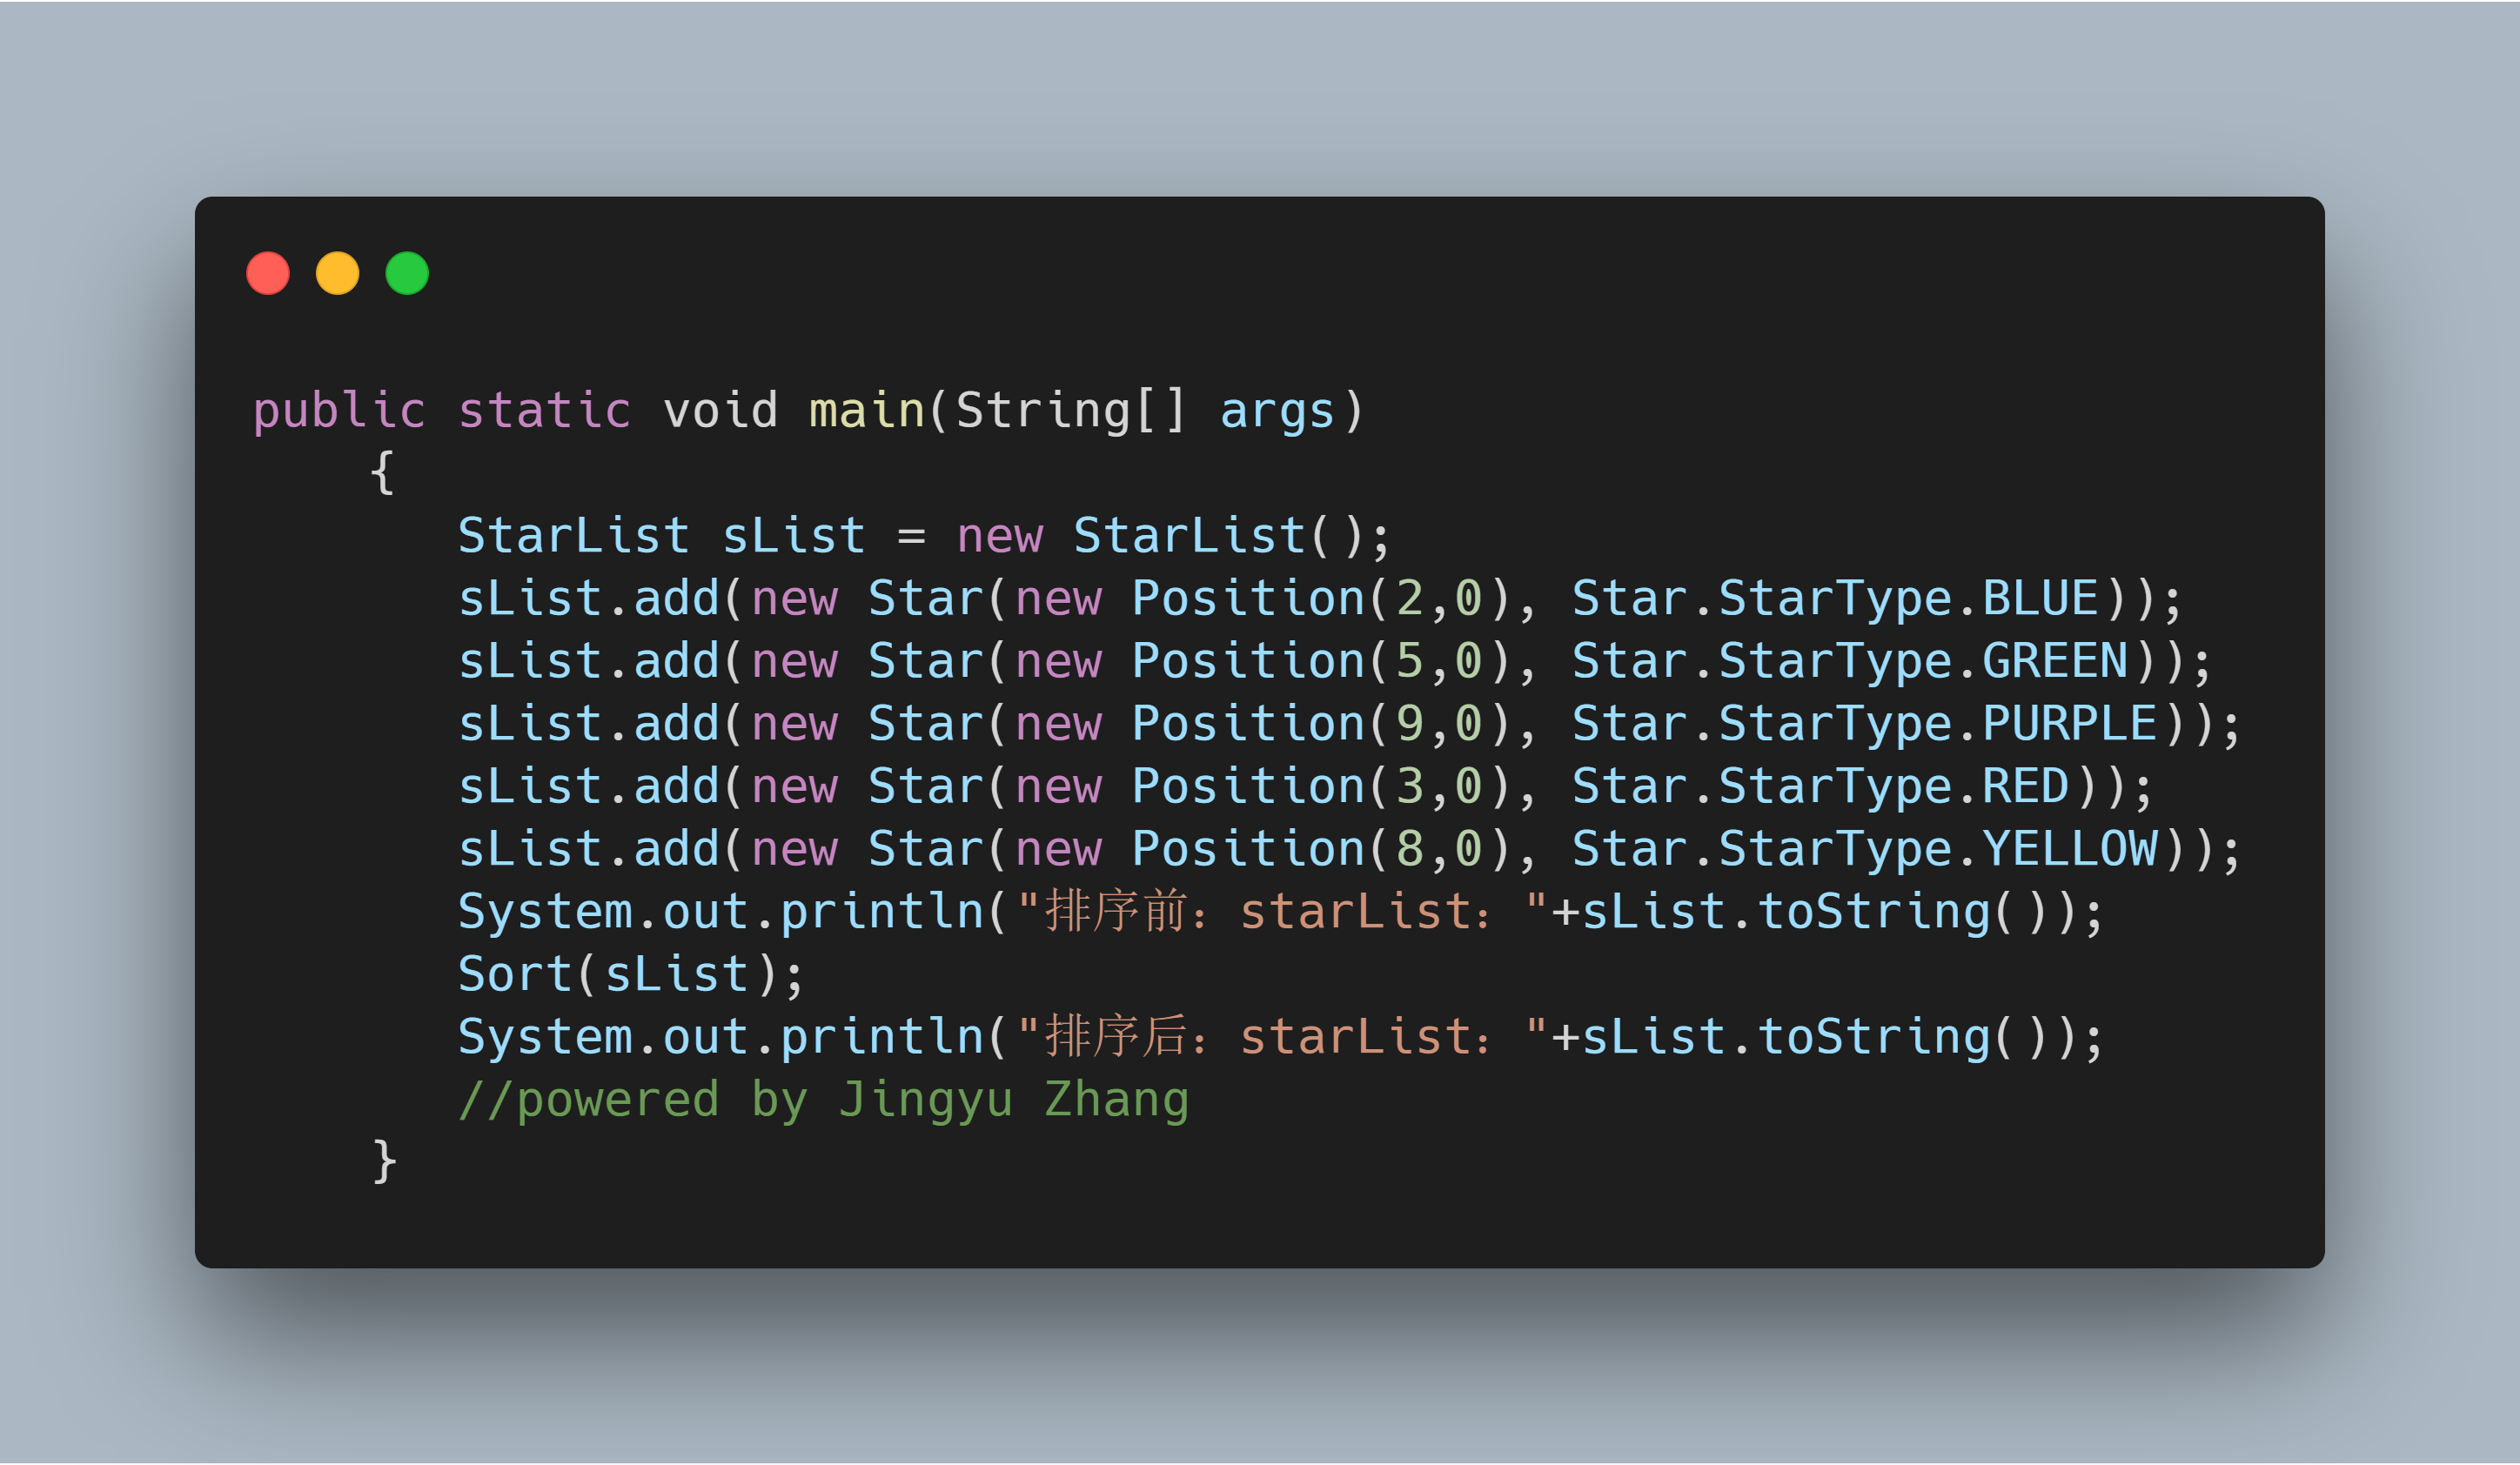 public static void main(String[] args)
    {
       StarList sList = new StarList();
       sList.add(new Star(new Position(2,0), Star.StarType.BLUE));
       sList.add(new Star(new Position(5,0), Star.StarType.GREEN));
       sList.add(new Star(new Position(9,0), Star.StarType.PURPLE));
       sList.add(new Star(new Position(3,0), Star.StarType.RED));
       sList.add(new Star(new Position(8,0), Star.StarType.YELLOW));
       System.out.println("排序前：starList："+sList.toString());
       Sort(sList);
       System.out.println("排序后：starList："+sList.toString());
       //powered by Jingyu Zhang
    }